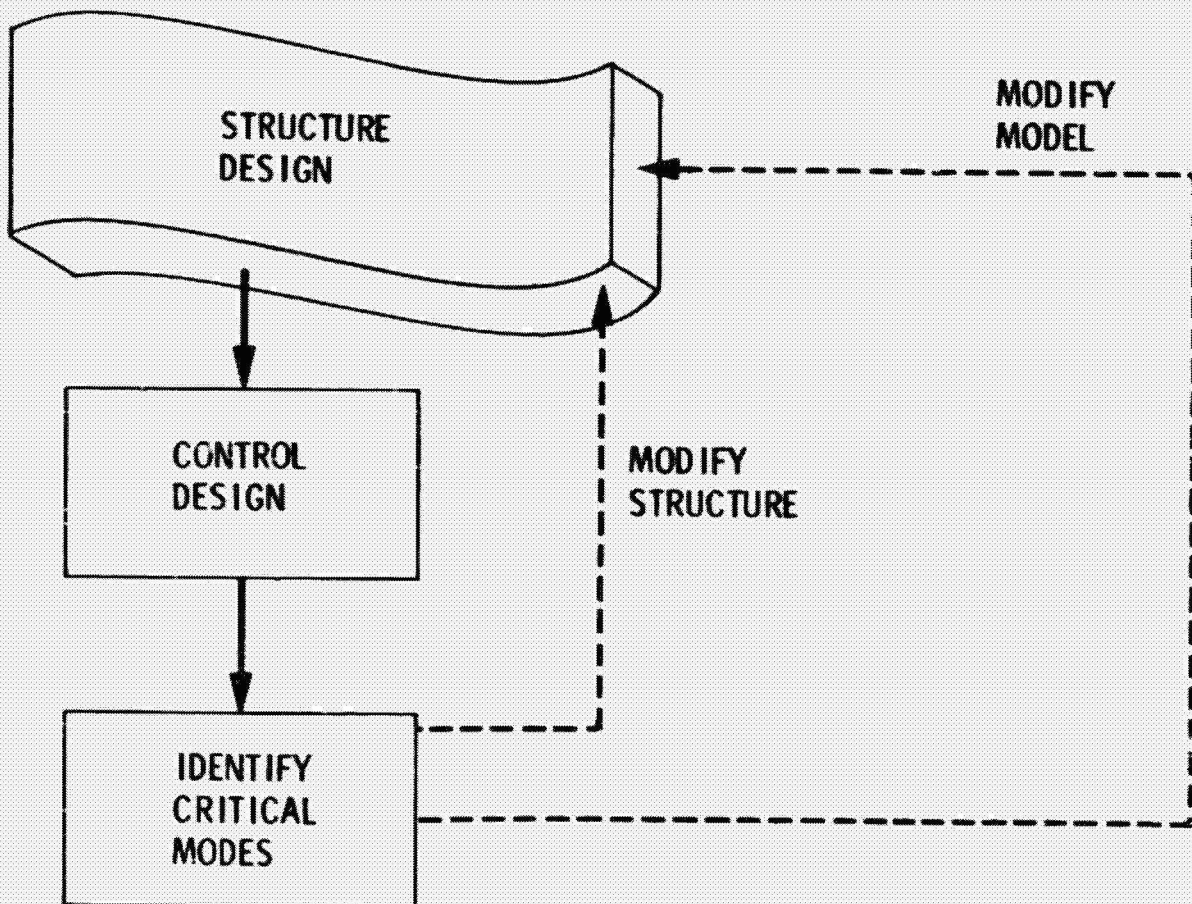 STRUCTURE
DESIGN
MODIFY
MODEL
CONTROL
DESIGN
MODIFY
STRUCTURE
IDENTIFY
CRITICAL
MODES